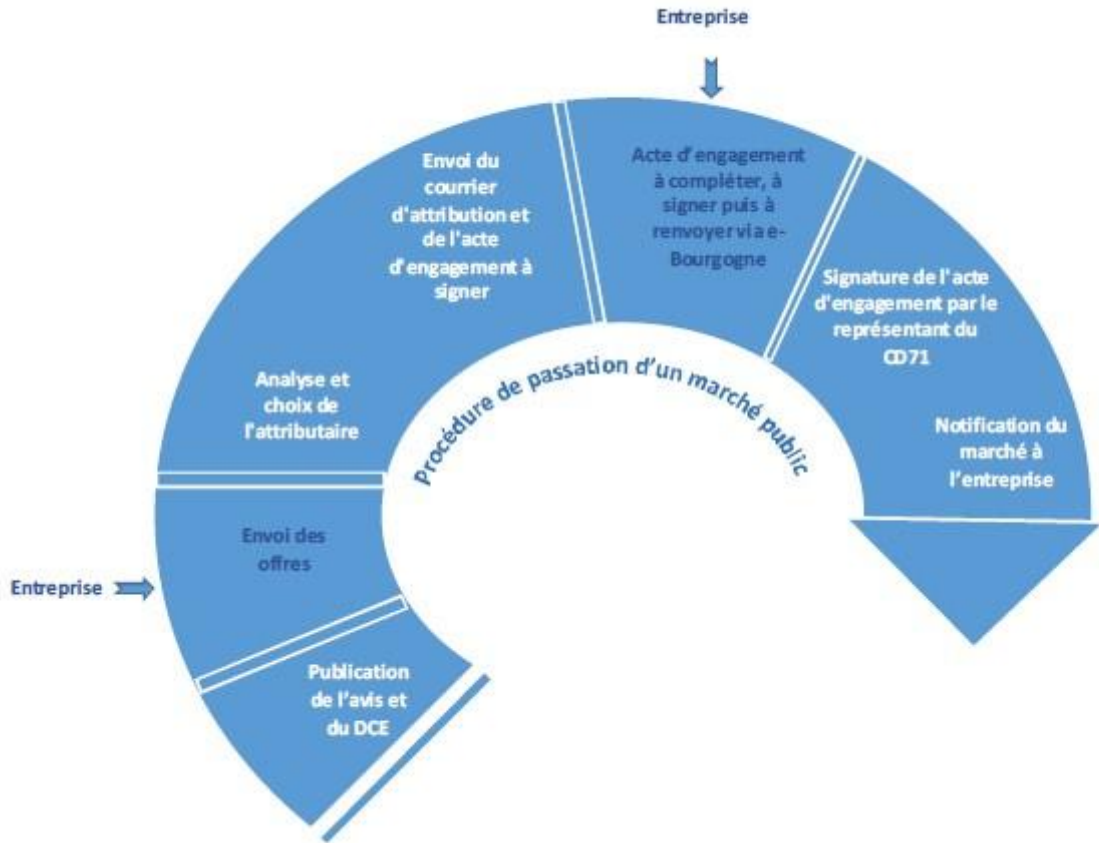 Entreprise
Acte d'engagement
à compléter, à
signer puis à
renvoyer via e-
Bourgogne
Envoi du
courrier
d'attribution et
de l'acte
d'engagement à
signer
Signature de l'acte
d'engagement par le
représentant du
CD71
Procédure de passation d'un marché public
Analyse et
choix de
l'attributaire
Notification du
marché à
l'entreprise
Envoi des
offres
Entreprise
Publication
de l'avis et
du DCE